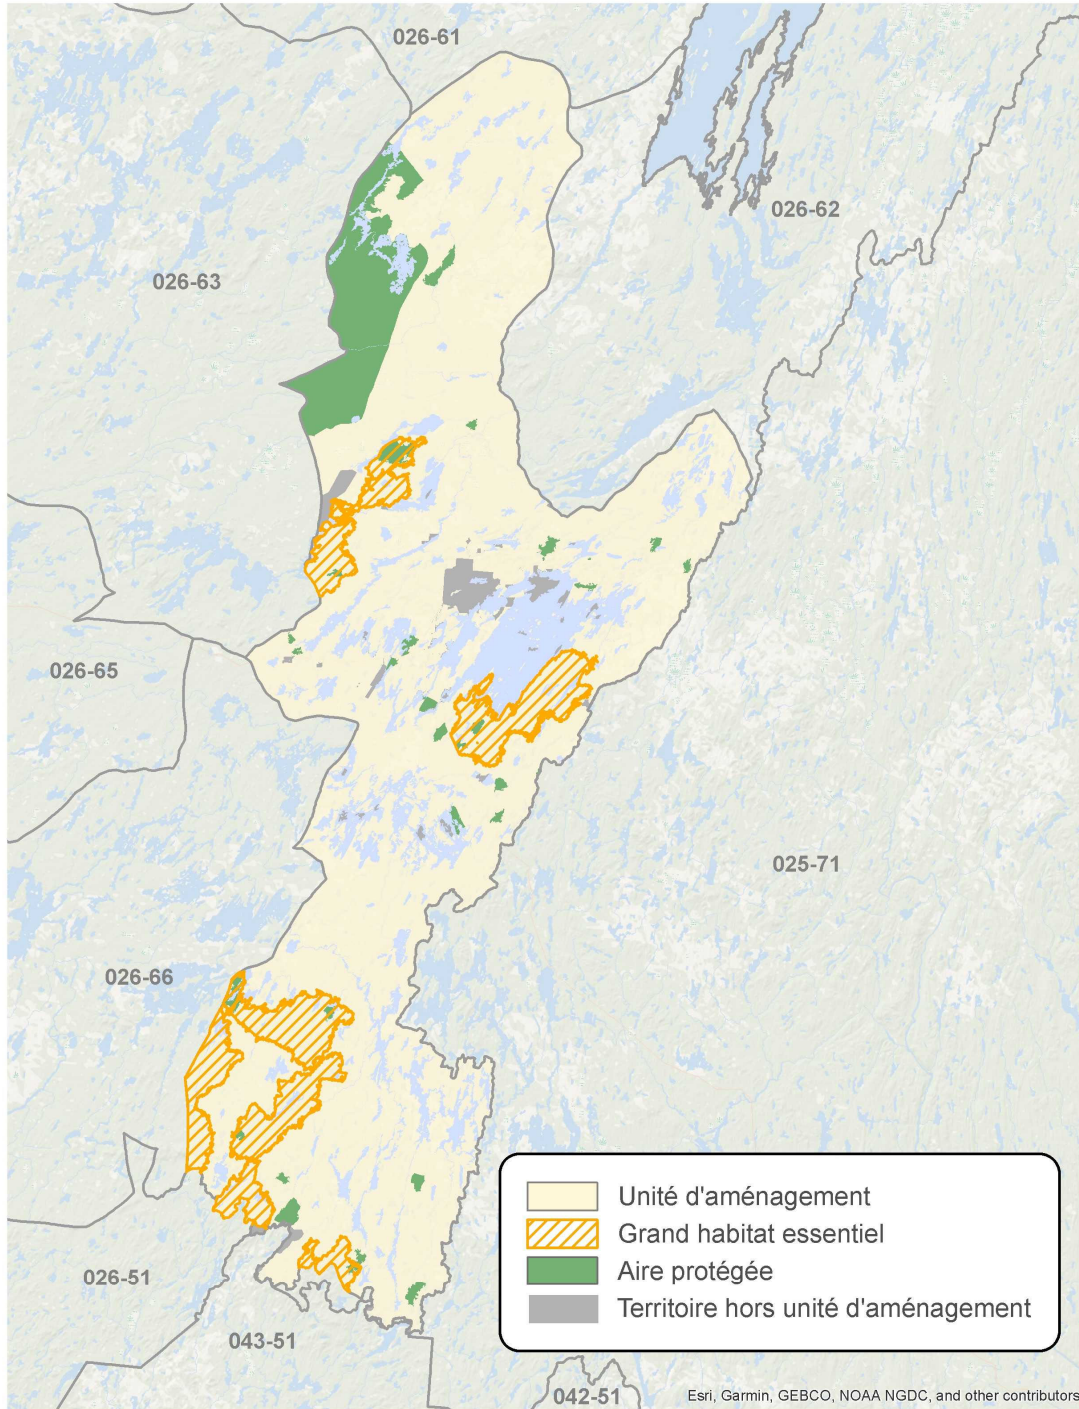 026-61
026-62
026-63
026-65
025-71
026-66
026-51
043-51
042-51
Unité d'aménagement
Grand habitat essentiel
Aire protégée
Territoire hors unité d'aménagement
Esri, Garmin, GEBCO, NOAA NGDC, and other contributors